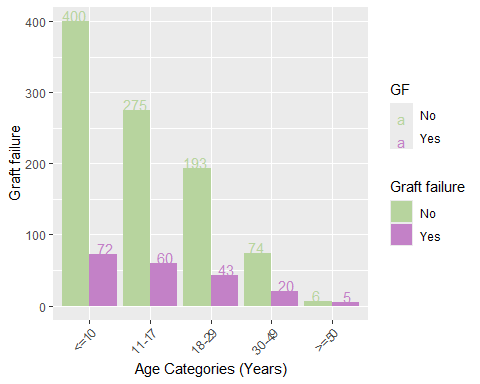 Graft failure
400
300
200
100
0
400
275
193
74
6
72
60
43
20
5
<=10
11-17
18-29
30-49
>=50
Age Categories (Years)
GF
a No
a Yes
Graft failure
No
Yes